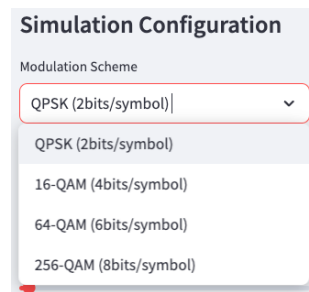 Simulation Configuration
Modulation Scheme
QPSK (2bits/symbol)
QPSK (2bits/symbol)
16-QAM (4bits/symbol)
64-QAM (6bits/symbol)
256-QAM (8bits/symbol)